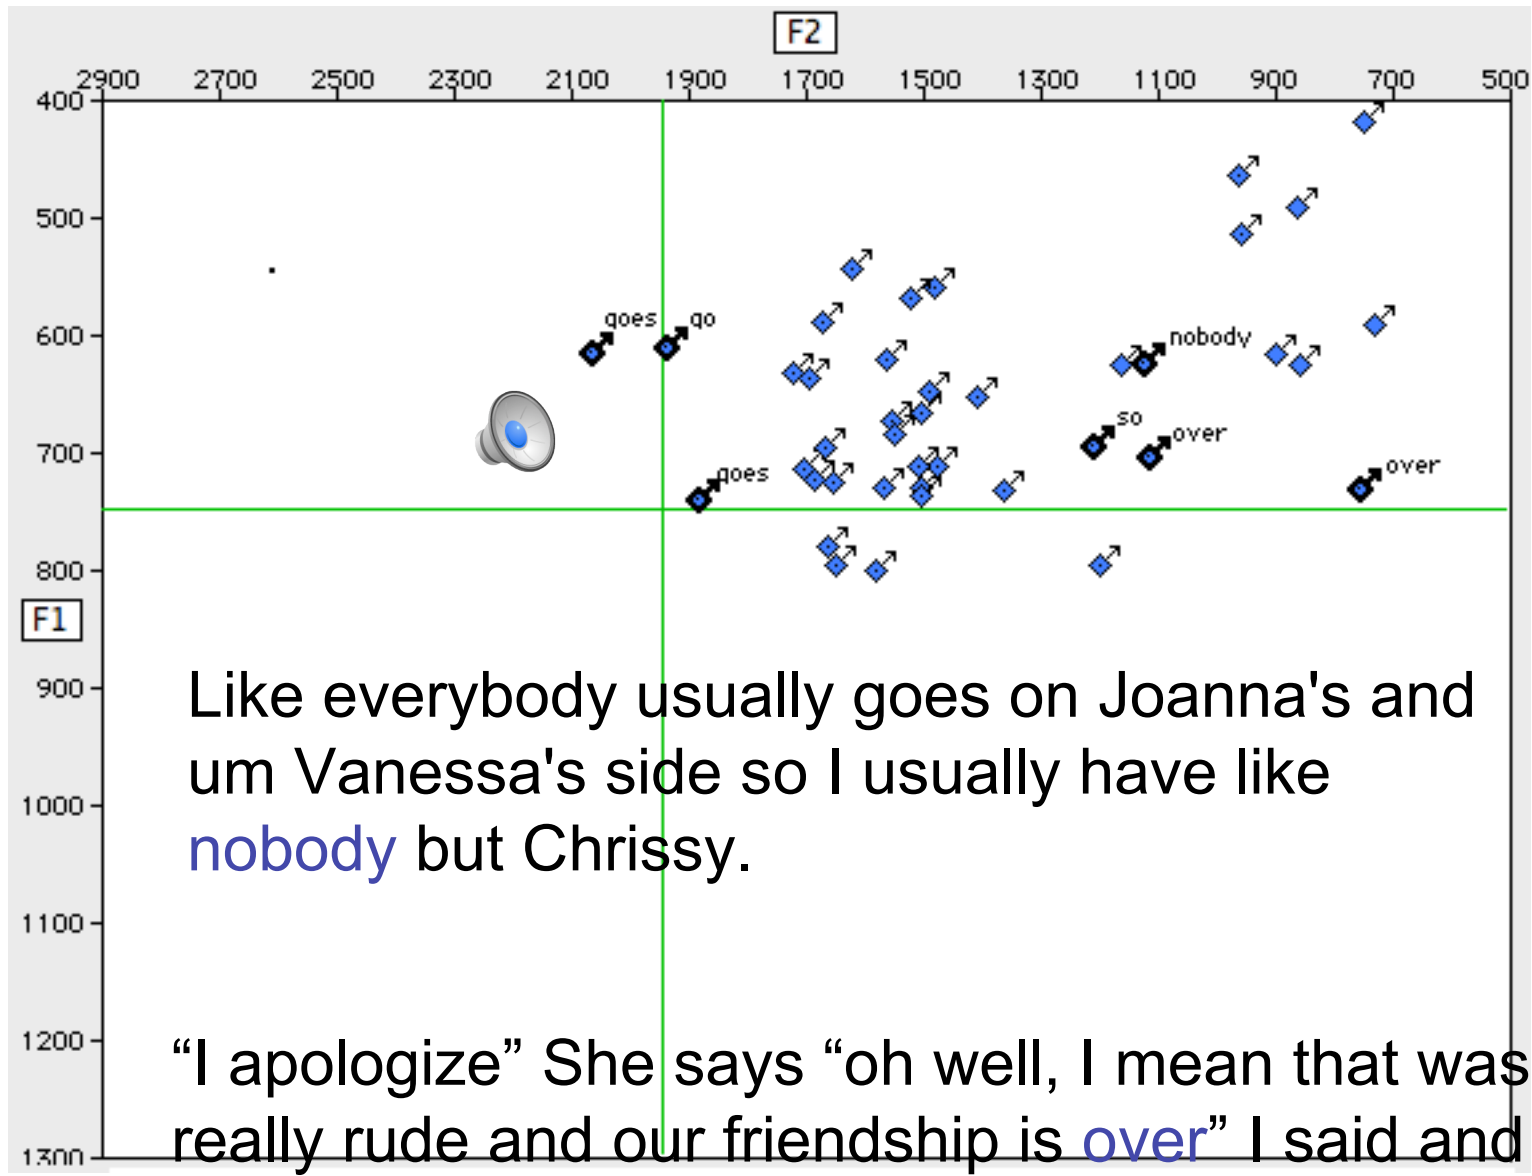 F2
2900 2700 2500 2300 2100 1900 1700 1500 1300 1100 900 700 500
400
500
600
goes go
nobody
so
over
700
over
goes
800
F1
900
Like everybody usually goes on Joanna's and
um Vanessa's side so I usually have like
1000
nobody but Chrissy.
1100
1200
“I apologize” She says “oh well, I mean that was
really rude and our friendship is over” I said and
1300